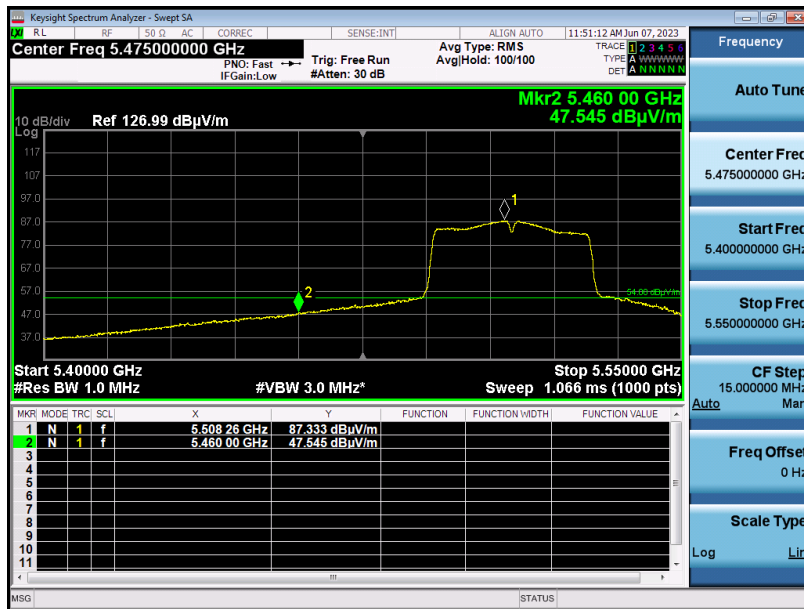 Keysight Spectrum Analyzer - Swept SA
LXI RL RF 50 Ω AC CORREC SENSE:INT ALIGN AUTO 11:51:12 AM Jun 07, 2023
Center Freq 5.475000000 GHz
PNO: Fast
IFGain:Low
Trig: Free Run
#Atten: 30 dB
Avg Type: RMS
Avg|Hold: 100/100
TRACE 1 2 3 4 5 6
TYPE A WWWWW
DET A N N N N N
Mkr2 5.460 00 GHz
47.545 dBμV/m
10 dB/div Ref 126.99 dBμV/m
Log
117
107
97.0
87.0
77.0
67.0
57.0
47.0
37.0
1
2
54.00 dBμV/m
Start 5.40000 GHz Stop 5.55000 GHz
#Res BW 1.0 MHz #VBW 3.0 MHz* Sweep 1.066 ms (1000 pts)
MKR MODE TRC SCL X Y FUNCTION FUNCTION WIDTH FUNCTION VALUE
1 N 1 f 5.508 26 GHz 87.333 dBμV/m
2 N 1 f 5.460 00 GHz 47.545 dBμV/m
3
4
5
6
7
8
9
10
11
MSG STATUS
Frequency
Auto Tune
Center Freq
5.475000000 GHz
Start Freq
5.400000000 GHz
Stop Freq
5.550000000 GHz
CF Step
15.000000 MHz
Auto Man
Freq Offset
0 Hz
Scale Type
Log Lin